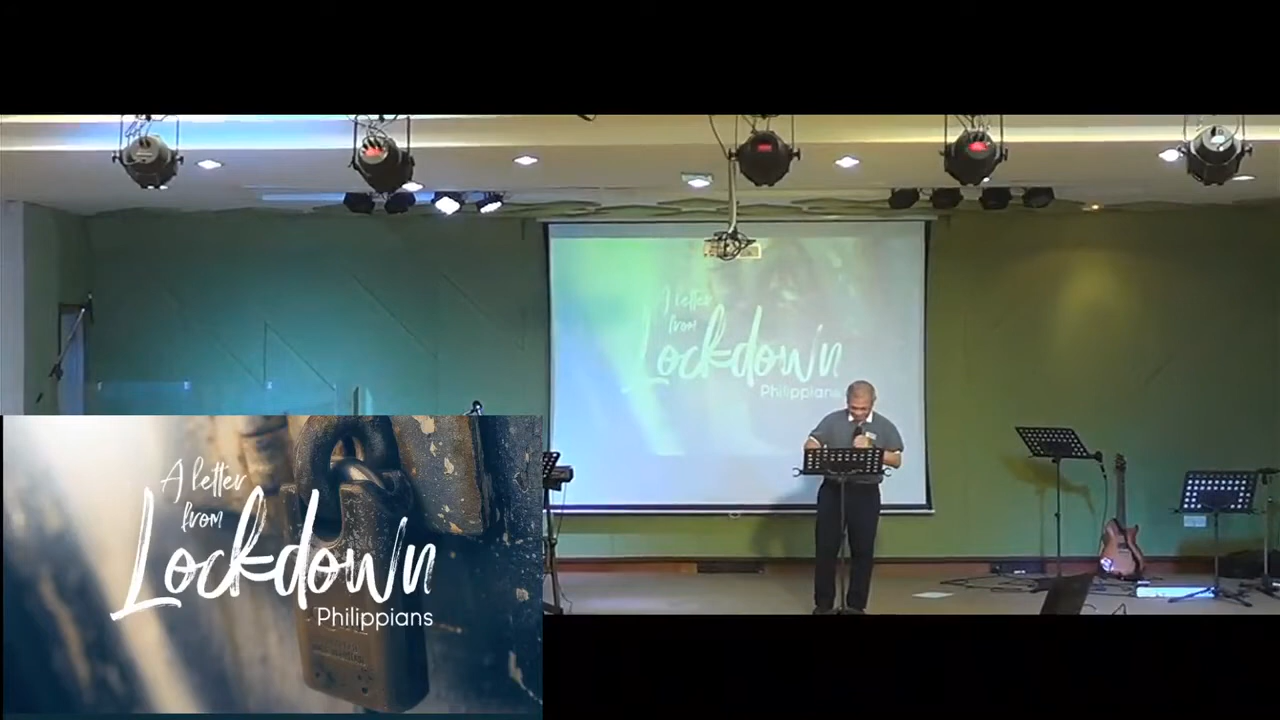 A letter
from
Lockdown
Philippians
A letter
from
Lockdown
Philippians